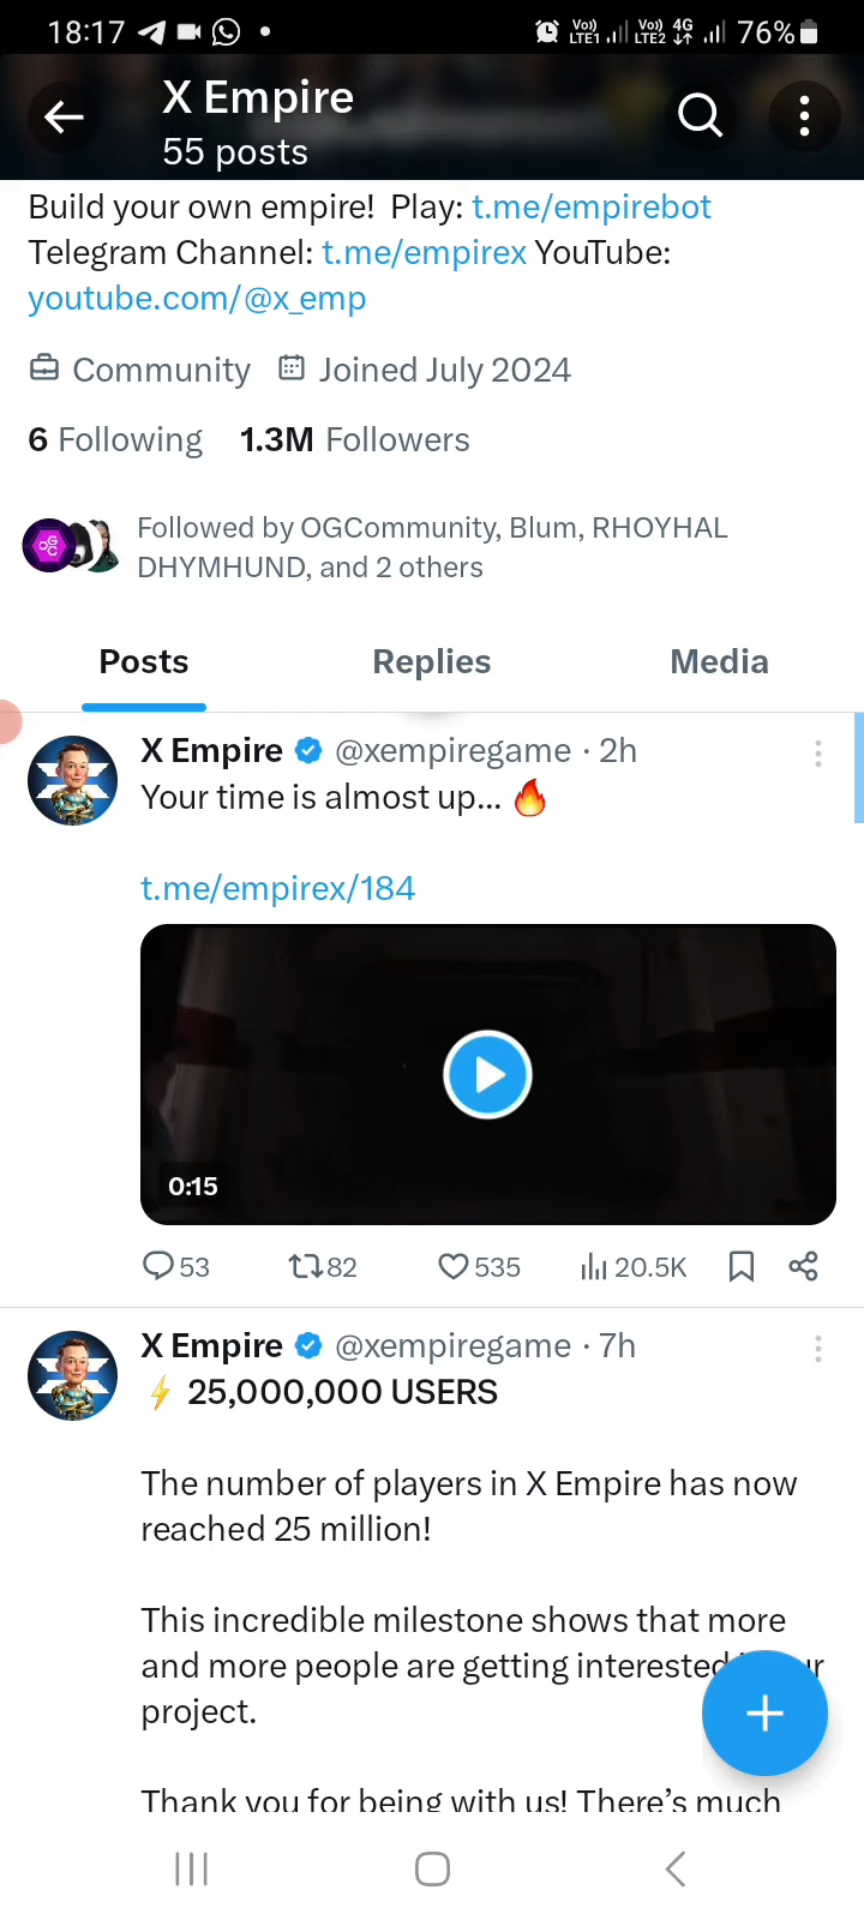 18:17
Vo)) LTE1 Vo)) LTE2 4G 76%
X Empire
55 posts
Build your own empire! Play: t.me/empirebot
Telegram Channel: t.me/empirex YouTube:
youtube.com/@x_emp
Community Joined July 2024
6 Following 1.3M Followers
Followed by OGCommunity, Blum, RHOYHAL
DHYMHUND, and 2 others
Posts Replies Media
X Empire @xempiregame · 2h
Your time is almost up... 🔥
t.me/empirex/184
0:15
53 82 535 20.5K
X Empire @xempiregame · 7h
⚡ 25,000,000 USERS
The number of players in X Empire has now
reached 25 million!
This incredible milestone shows that more
and more people are getting interested
project.
Thank you for being with us! There's much